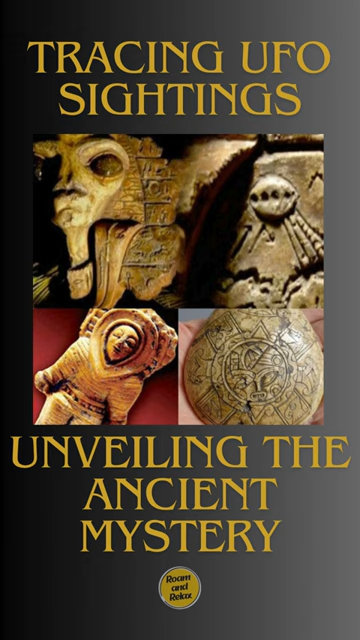 TRACING UFO
SIGHTINGS
UNVEILING THE
ANCIENT
MYSTERY
Roam
and
Relax